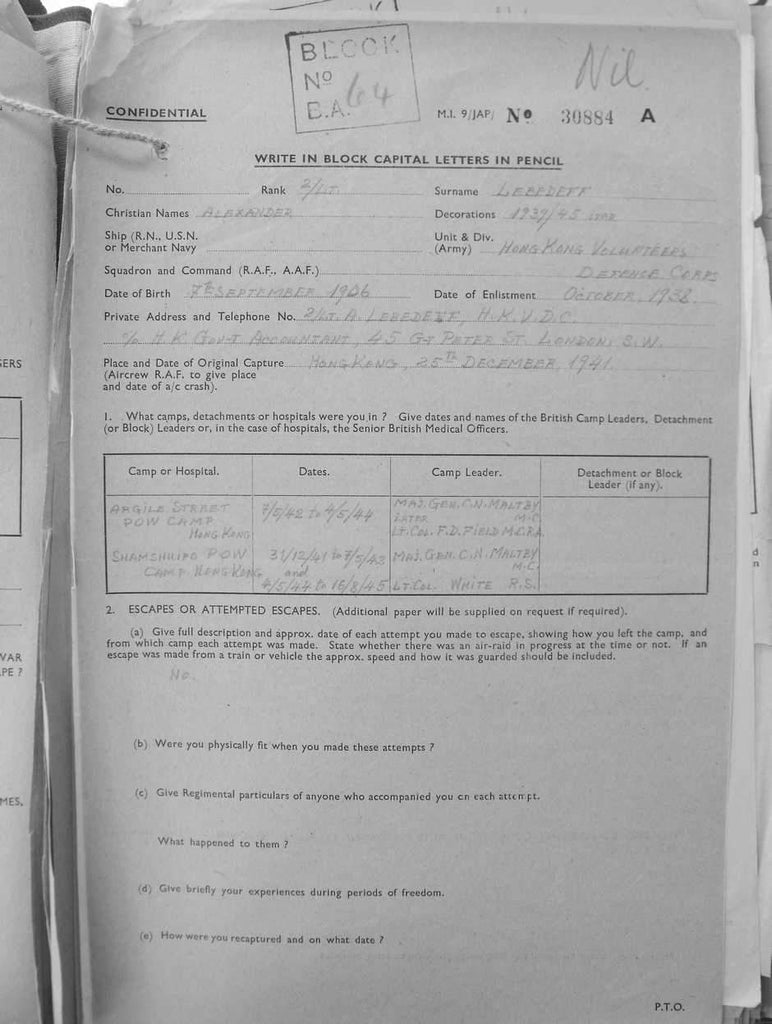 BLOCK
Nº 64
B.A.
Nil.
CONFIDENTIAL
M.I. 9/JAP/ Nº 30884 A
WRITE IN BLOCK CAPITAL LETTERS IN PENCIL
No. Rank 2/LT. Surname LEBEDEFF
Christian Names ALEXANDER Decorations 1939/45 STAR
Ship (R.N., U.S.N. or Merchant Navy
Unit & Div. (Army) HONG KONG VOLUNTEERS
Squadron and Command (R.A.F., A.A.F.) DEFENCE CORPS
Date of Birth 7TH SEPTEMBER 1906 Date of Enlistment OCTOBER, 1938
Private Address and Telephone No. 2/LT. A. LEBEDEFF, H.K.V.D.C.
C/o H.K GOV-T ACCOUNTANT, 45 G-T PETER ST. LONDON, S.W.
Place and Date of Original Capture HONG KONG, 25TH DECEMBER, 1941.
(Aircrew R.A.F. to give place
and date of a/c crash).
1. What camps, detachments or hospitals were you in ? Give dates and names of the British Camp Leaders, Detachment
(or Block) Leaders or, in the case of hospitals, the Senior British Medical Officers.
Camp or Hospital. Dates. Camp Leader. Detachment or Block
Leader (if any).
ARGILE STREET
POW CAMP
HONG KONG
7/5/42 to 4/5/44
MAJ. GEN. C.N. MALTBY
M.C.
LATER
LT. COL. F.D. FIELD M.C. R.A.
SHAMSHUIPO POW
CAMP HONG KONG
31/12/41 to 7/5/43
and
4/5/44 to 16/8/45
MAJ. GEN. C.N. MALTBY
M.C.
LT. COL. WHITE R.S.
2. ESCAPES OR ATTEMPTED ESCAPES. (Additional paper will be supplied on request if required).
(a) Give full description and approx. date of each attempt you made to escape, showing how you left the camp, and
from which camp each attempt was made. State whether there was an air-raid in progress at the time or not. If an
escape was made from a train or vehicle the approx. speed and how it was guarded should be included.
No.
(b) Were you physically fit when you made these attempts ?
(c) Give Regimental particulars of anyone who accompanied you on each attempt.
What happened to them ?
(d) Give briefly your experiences during periods of freedom.
(e) How were you recaptured and on what date ?
P.T.O.